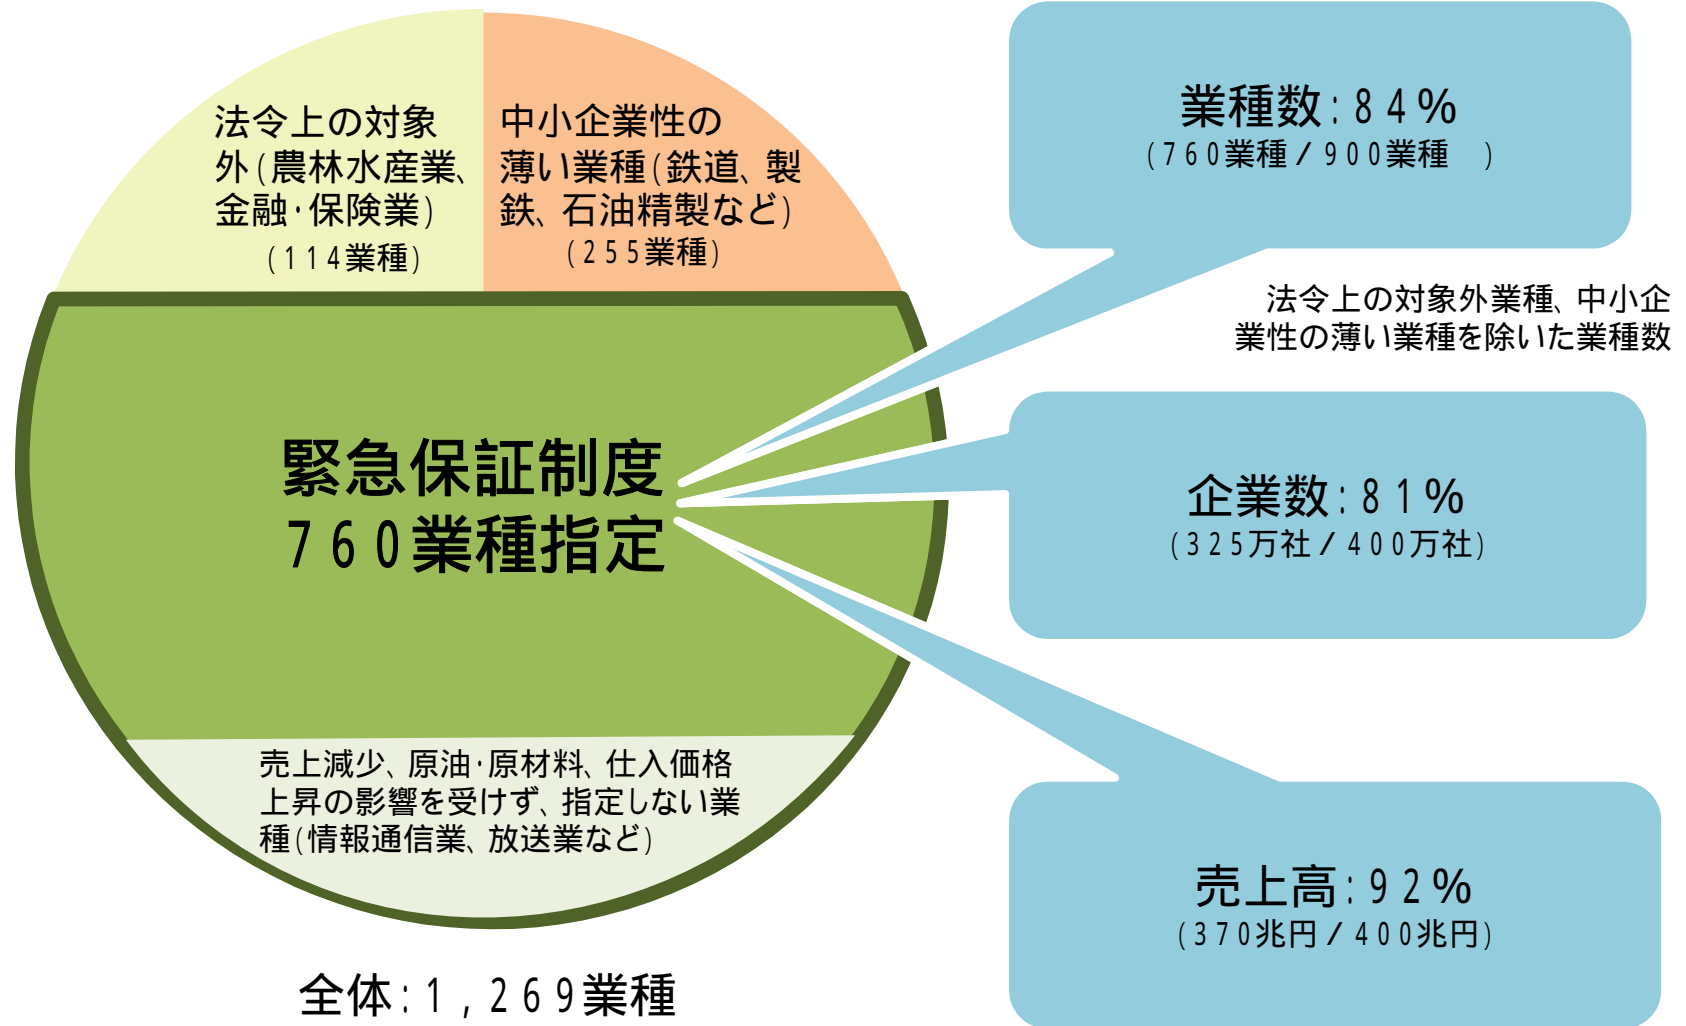 法令上の対象
外(農林水産業、
金融・保険業)
(114業種)
中小企業性の
薄い業種(鉄道、製
鉄、石油精製など)
(255業種)
緊急保証制度
760業種指定
売上減少、原油・原材料、仕入価格
上昇の影響を受けず、指定しない業
種(情報通信業、放送業など)
全体:1,269業種
業種数:84%
(760業種/900業種 )
法令上の対象外業種、中小企
業性の薄い業種を除いた業種数
企業数:81%
(325万社/400万社)
売上高:92%
(370兆円/400兆円)